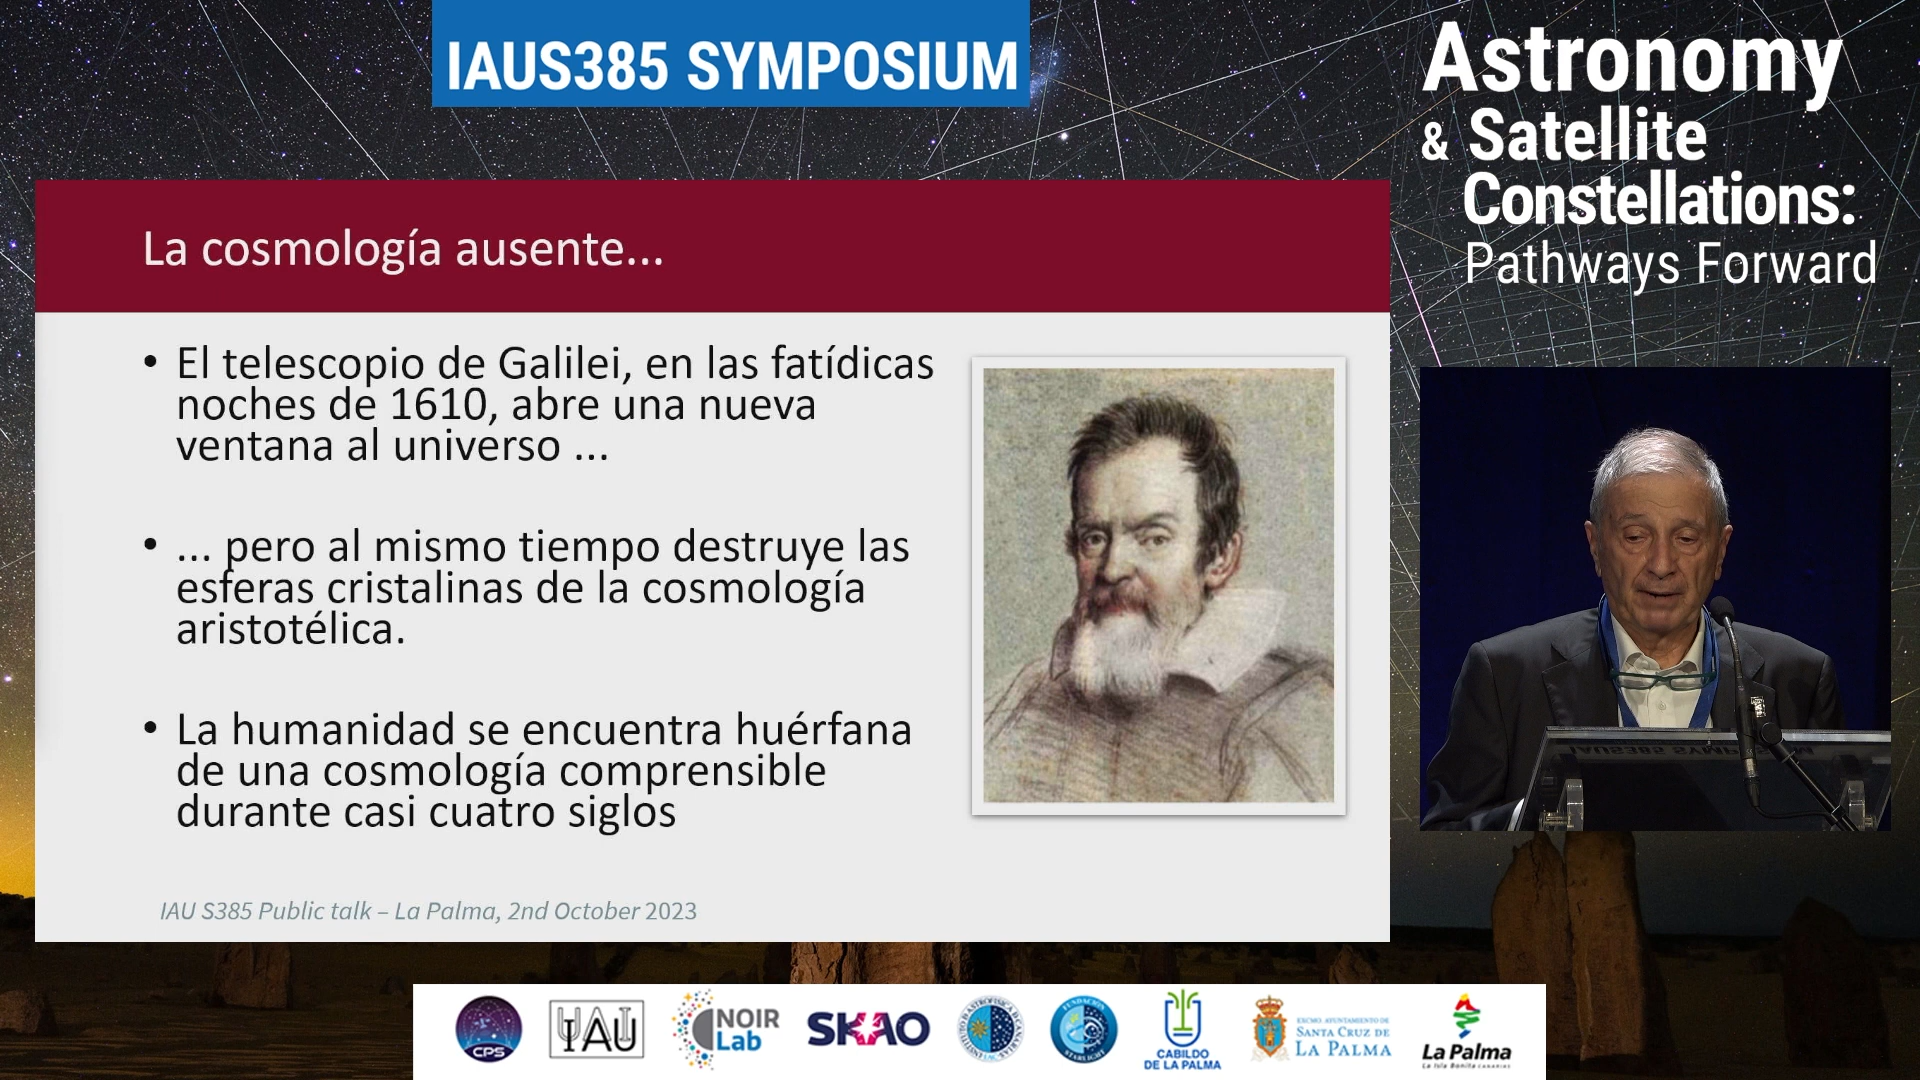 IAUS385 SYMPOSIUM
Astronomy
& Satellite
Constellations:
Pathways Forward
La cosmología ausente...
• El telescopio de Galilei, en las fatídicas
noches de 1610, abre una nueva
ventana al universo ...
• ... pero al mismo tiempo destruye las
esferas cristalinas de la cosmología
aristotélica.
• La humanidad se encuentra huérfana
de una cosmología comprensible
durante casi cuatro siglos
IAU S385 Public talk – La Palma, 2nd October 2023
IAUS385 SYMPOSIUM
CPS
IAU
NOIR
Lab
SKAO
STARLIGHT
CABILDO
DE LA PALMA
EXCMO AYUNTAMIENTO DE
SANTA CRUZ DE
LA PALMA
La Palma
La Isla Bonita CANARIAS